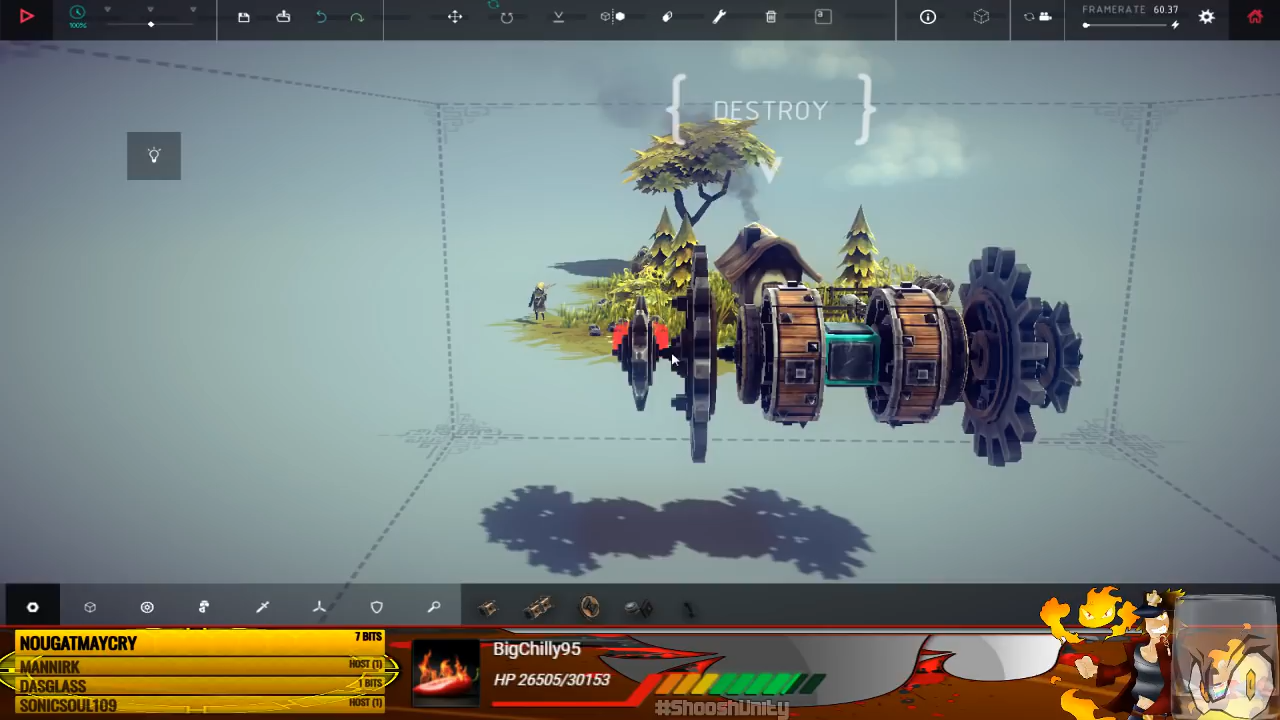 100%
FRAMERATE 60.37
DESTROY
NOUGATMAYCRY 7 BITS
MANNIRK HOST (1)
DASGLASS 1 BITS
SONICSOUL109 HOST (1)
BigChilly95
HP 26505/30153
#ShooshUnity